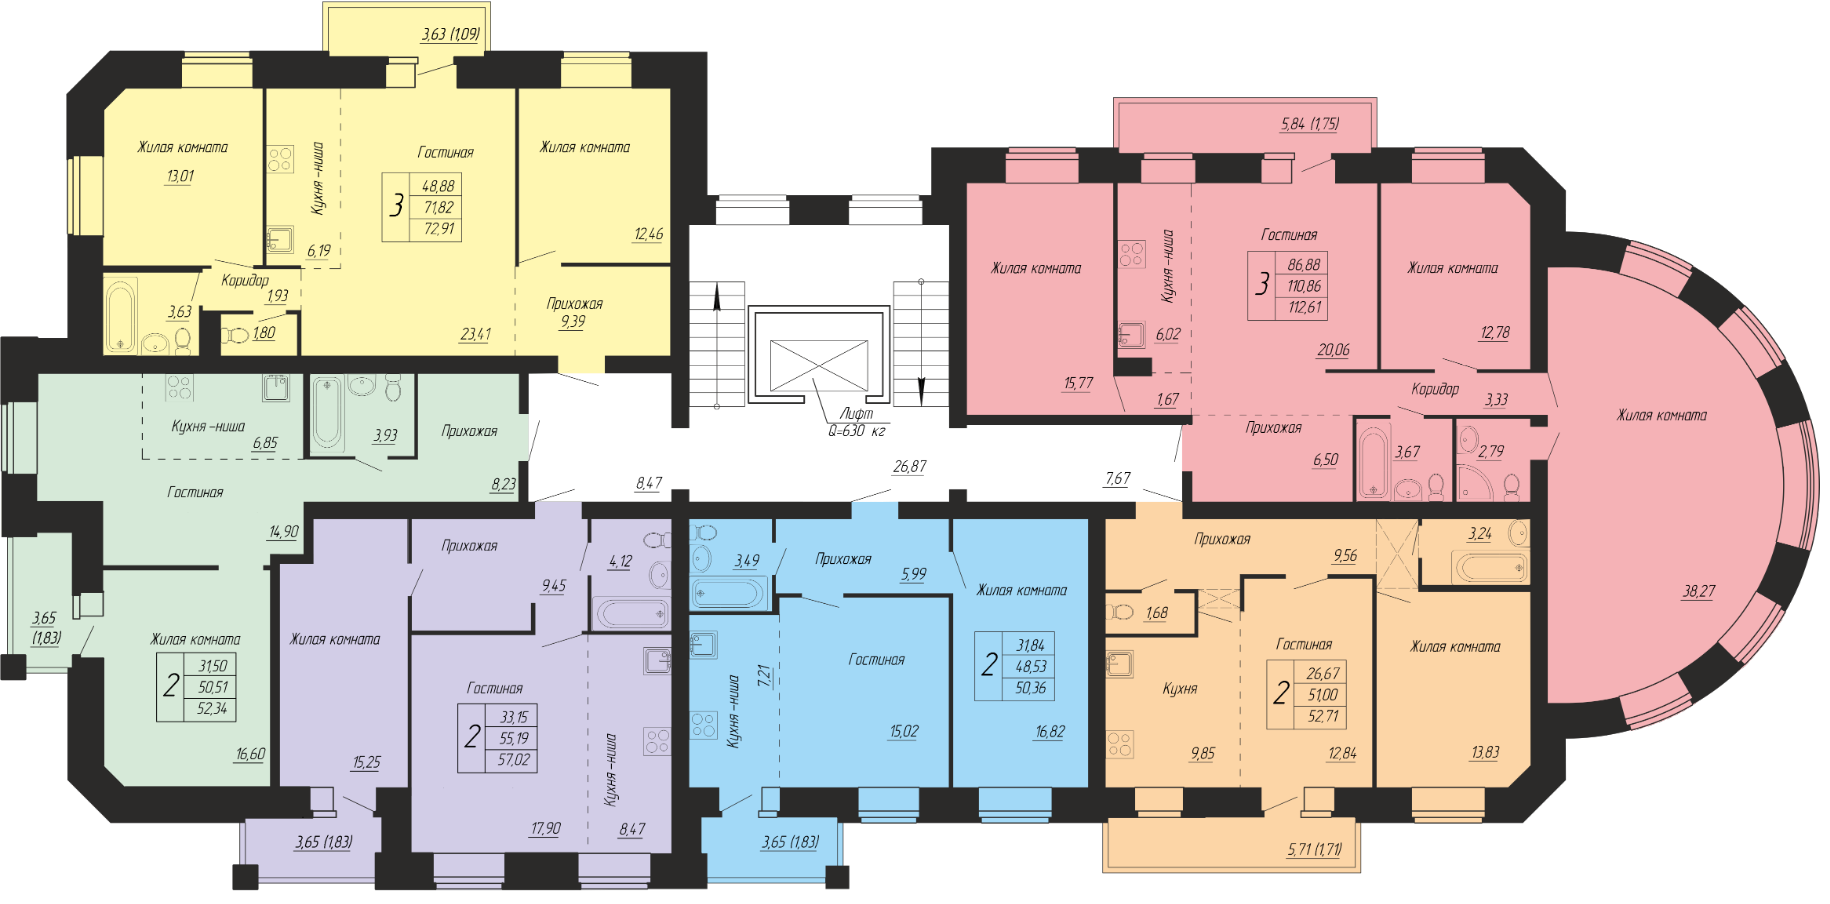 3,63 (1,09)
Жилая комната
13,01
Кухня-ниша
6,19
Гостиная
3
48,88
71,82
72,91
23,41
Жилая комната
12,46
Коридор
1,93
3,63
1,80
Прихожая
9,39
Кухня-ниша
6,85
3,93
Прихожая
8,23
Гостиная
14,90
3,65
(1,83)
Жилая комната
2
31,50
50,51
52,34
16,60
8,47
26,87
7,67
Лифт
Q=630 кг
Жилая комната
15,25
3,65 (1,83)
Прихожая
9,45
4,12
Гостиная
2
33,15
55,19
57,02
17,90
Кухня-ниша
8,47
3,49
Прихожая
5,99
Кухня-ниша
7,21
Гостиная
15,02
3,65 (1,83)
Жилая комната
2
31,84
48,53
50,36
16,82
5,84 (1,75)
Жилая комната
15,77
Кухня-ниша
6,02
1,67
Гостиная
3
86,88
110,86
112,61
20,06
Жилая комната
12,78
Коридор
3,33
Прихожая
6,50
3,67
2,79
Жилая комната
38,27
Прихожая
9,56
3,24
1,68
Кухня
9,85
Гостиная
2
26,67
51,00
52,71
12,84
Жилая комната
13,83
5,71 (1,71)